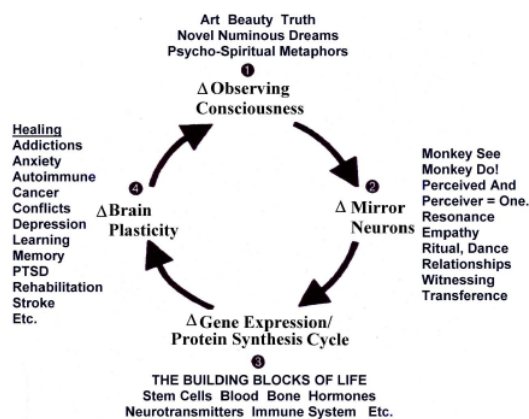 Art Beauty Truth
Novel Numinous Dreams
Psycho-Spiritual Metaphors
1
Δ Observing
Consciousness
2
Δ Mirror
Neurons
Monkey See
Monkey Do!
Perceived And
Perceiver = One.
Resonance
Empathy
Ritual, Dance
Relationships
Witnessing
Transference
Δ Gene Expression/
Protein Synthesis Cycle
3
THE BUILDING BLOCKS OF LIFE
Stem Cells Blood Bone Hormones
Neurotransmitters Immune System Etc.
4
Δ Brain
Plasticity
Healing
Addictions
Anxiety
Autoimmune
Cancer
Conflicts
Depression
Learning
Memory
PTSD
Rehabilitation
Stroke
Etc.